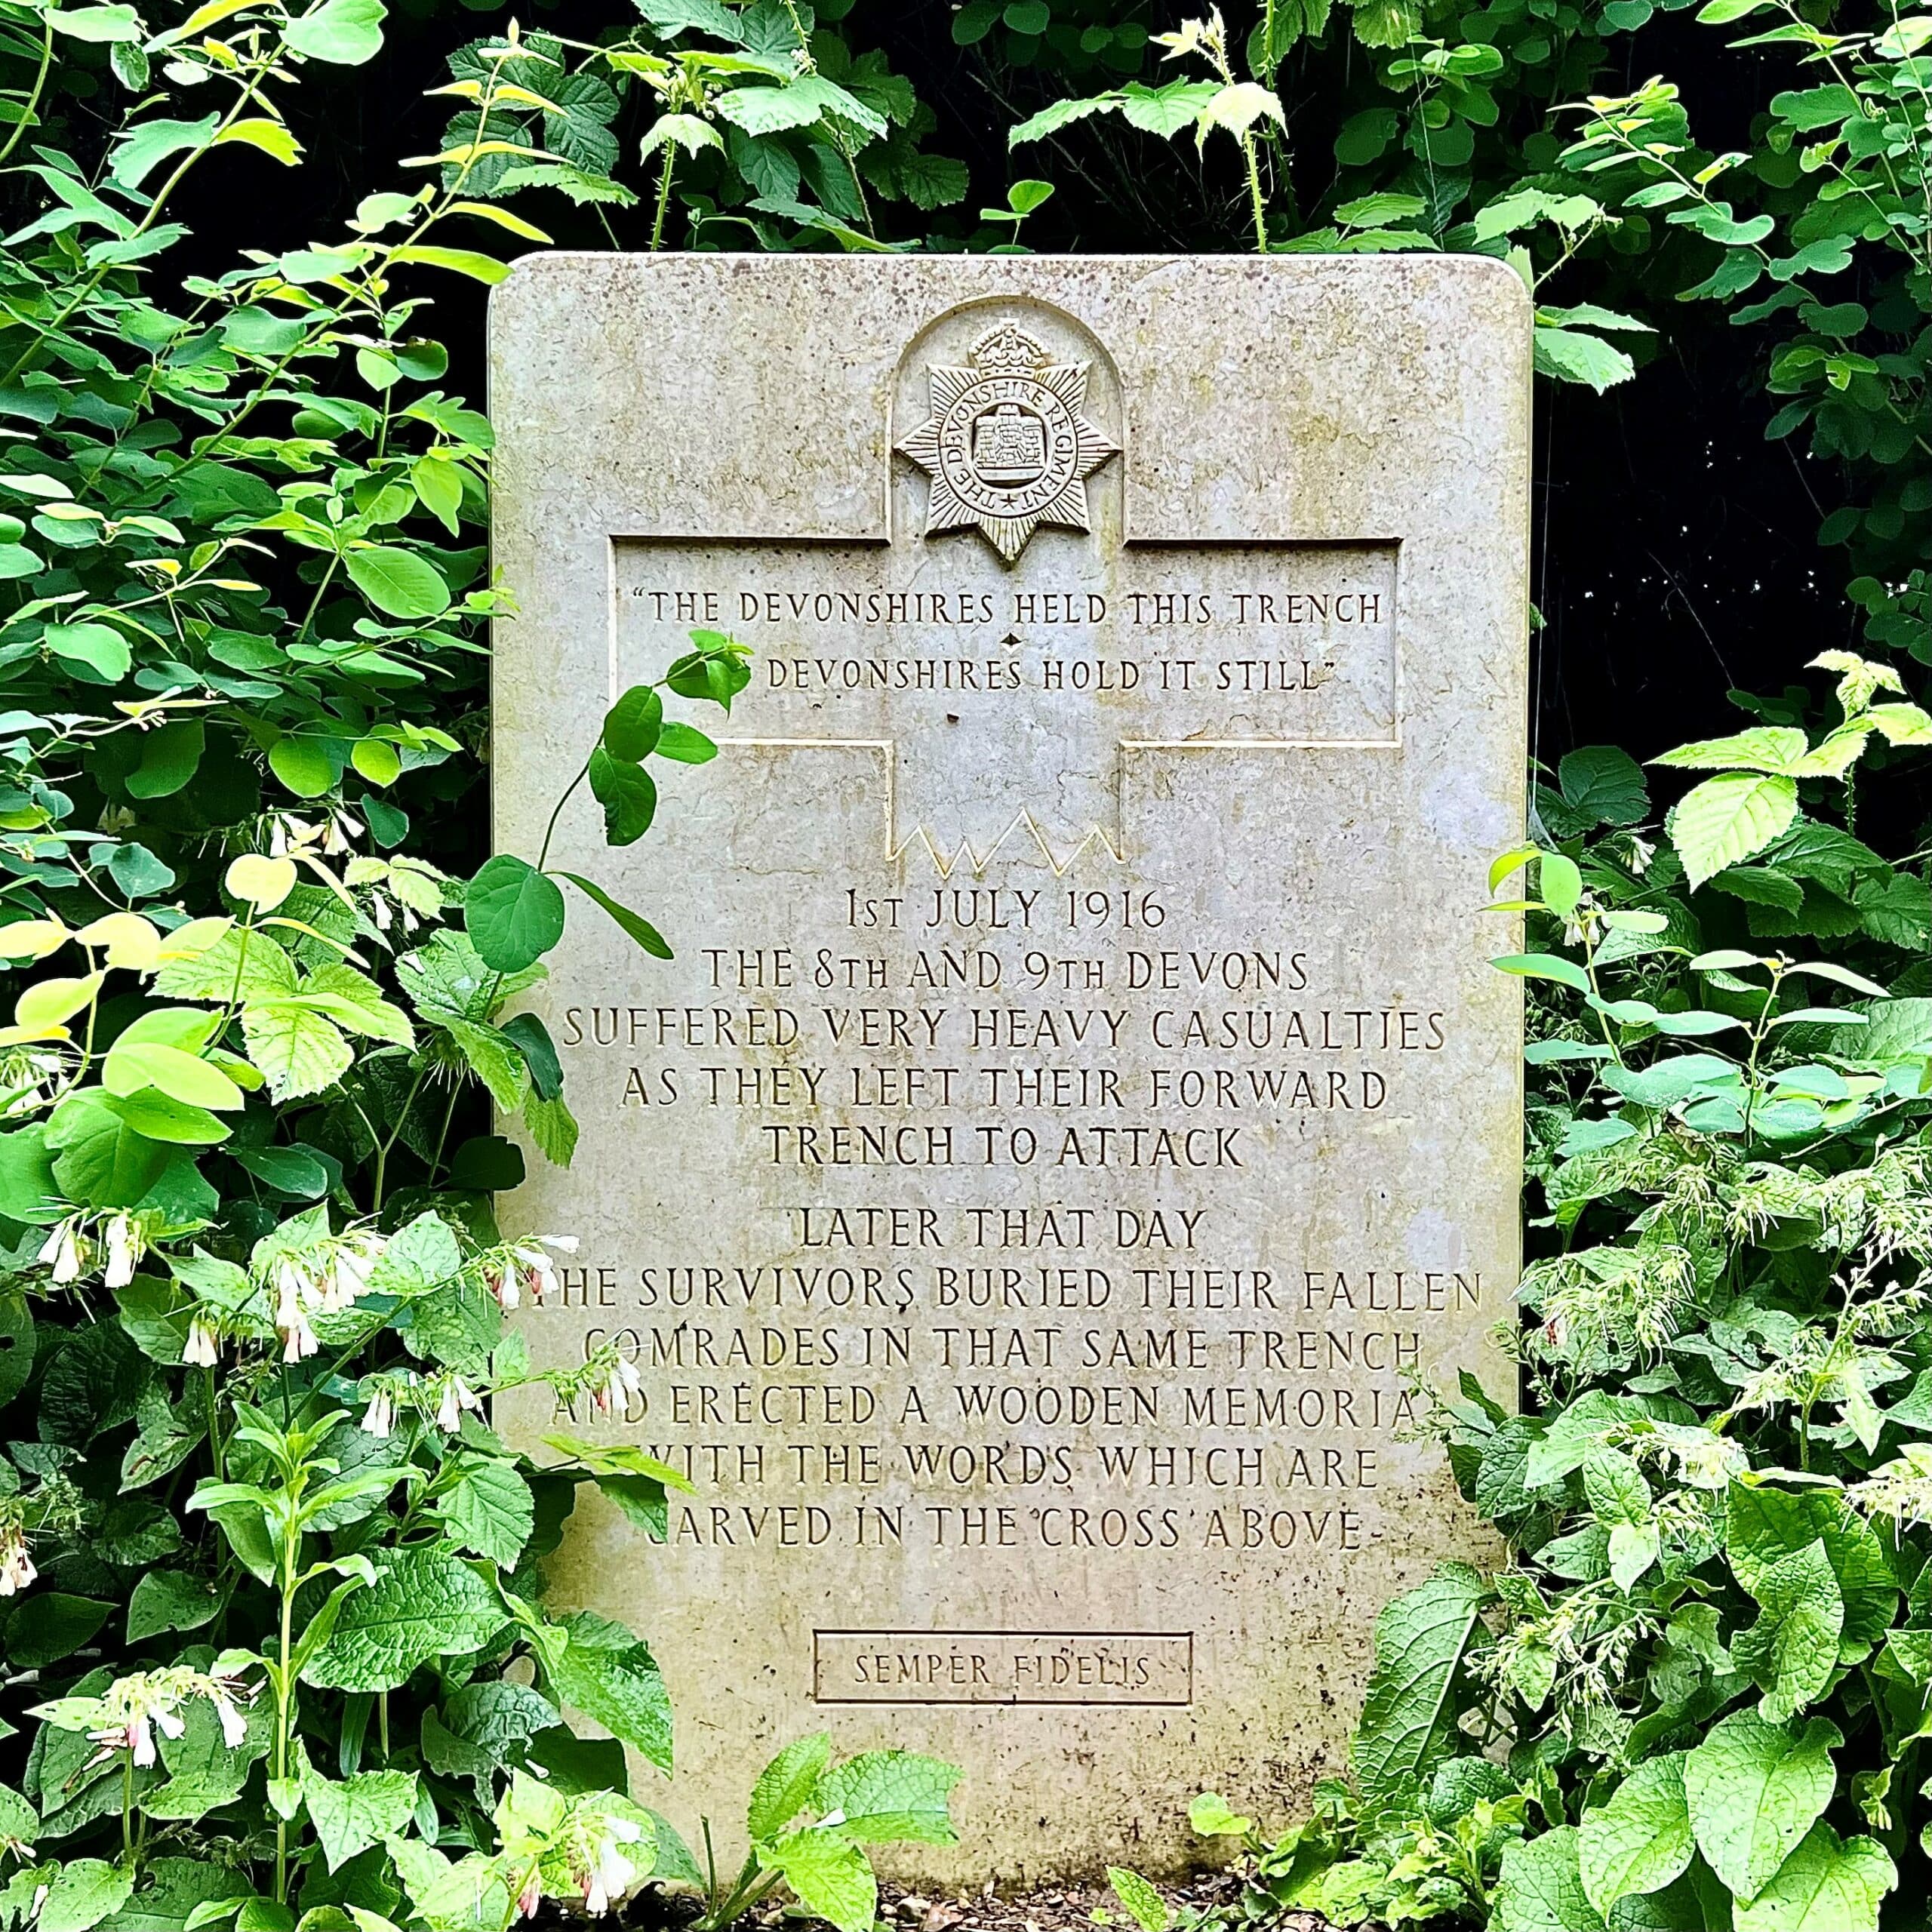 THE DEVONSHIRE REGIMENT
"THE DEVONSHIRES HELD THIS TRENCH
DEVONSHIRES HOLD IT STILL"
1ST JULY 1916
THE 8TH AND 9TH DEVONS
SUFFERED VERY HEAVY CASUALTIES
AS THEY LEFT THEIR FORWARD
TRENCH TO ATTACK
LATER THAT DAY
THE SURVIVORS BURIED THEIR FALLEN
COMRADES IN THAT SAME TRENCH
AND ERECTED A WOODEN MEMORIAL
WITH THE WORDS WHICH ARE
CARVED IN THE CROSS ABOVE
SEMPER FIDELIS